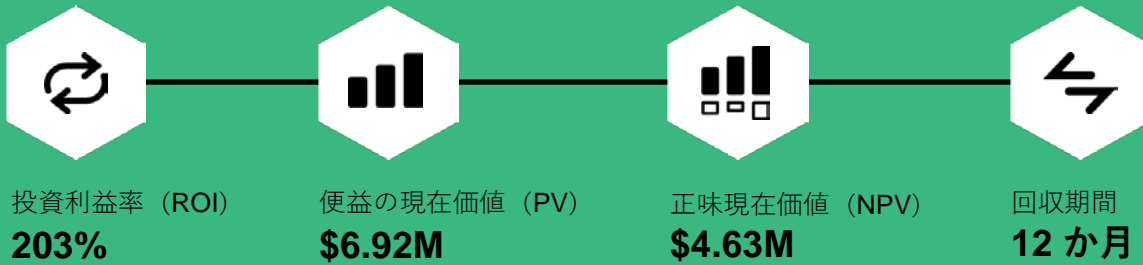 投資利益率（ROI）
203%
便益の現在価値（PV）
$6.92M
正味現在価値（NPV）
$4.63M
回収期間
12 か月